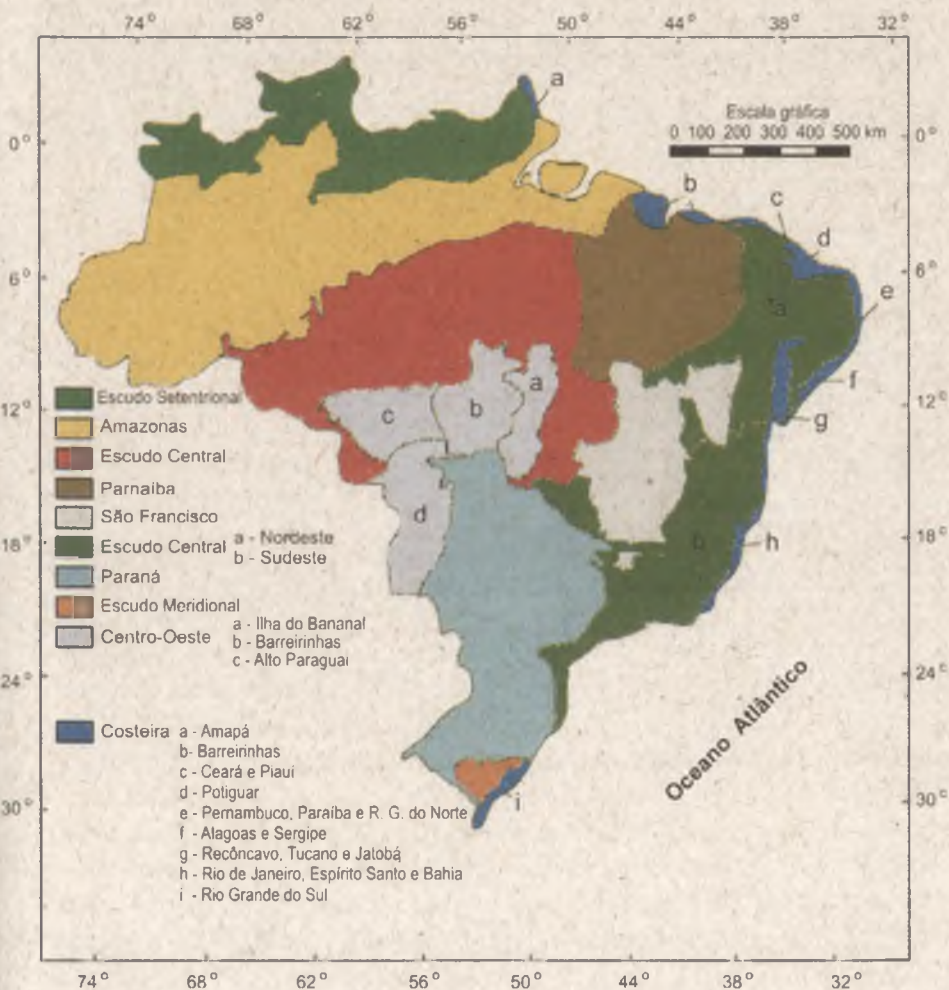 74° 68° 62° 56° 50° 44° 38° 32°
a
Escala gráfica
0 100 200 300 400 500 km
0° 0°
b
c
d
6° 6°
e
a
f
a
12° 12°
c b
g
d
18° 18°
b h
Escudo Setentrional
Amazonas
Escudo Central
Parnaíba
São Francisco
Escudo Central a - Nordeste
b - Sudeste
Paraná
Escudo Meridional
Centro-Oeste a - Ilha do Bananal
b - Barreirinhas
c - Alto Paraguai
24° 24°
Oceano Atlântico
Costeira a - Amapá
b- Barreirinhas
c - Ceará e Piauí
d - Potiguar
e - Pernambuco, Paraíba e R. G. do Norte
f - Alagoas e Sergipe
g - Recôncavo, Tucano e Jatobá
h - Rio de Janeiro, Espírito Santo e Bahia
i - Rio Grande do Sul
i
30° 30°
74° 68° 62° 56° 50° 44° 38° 32°